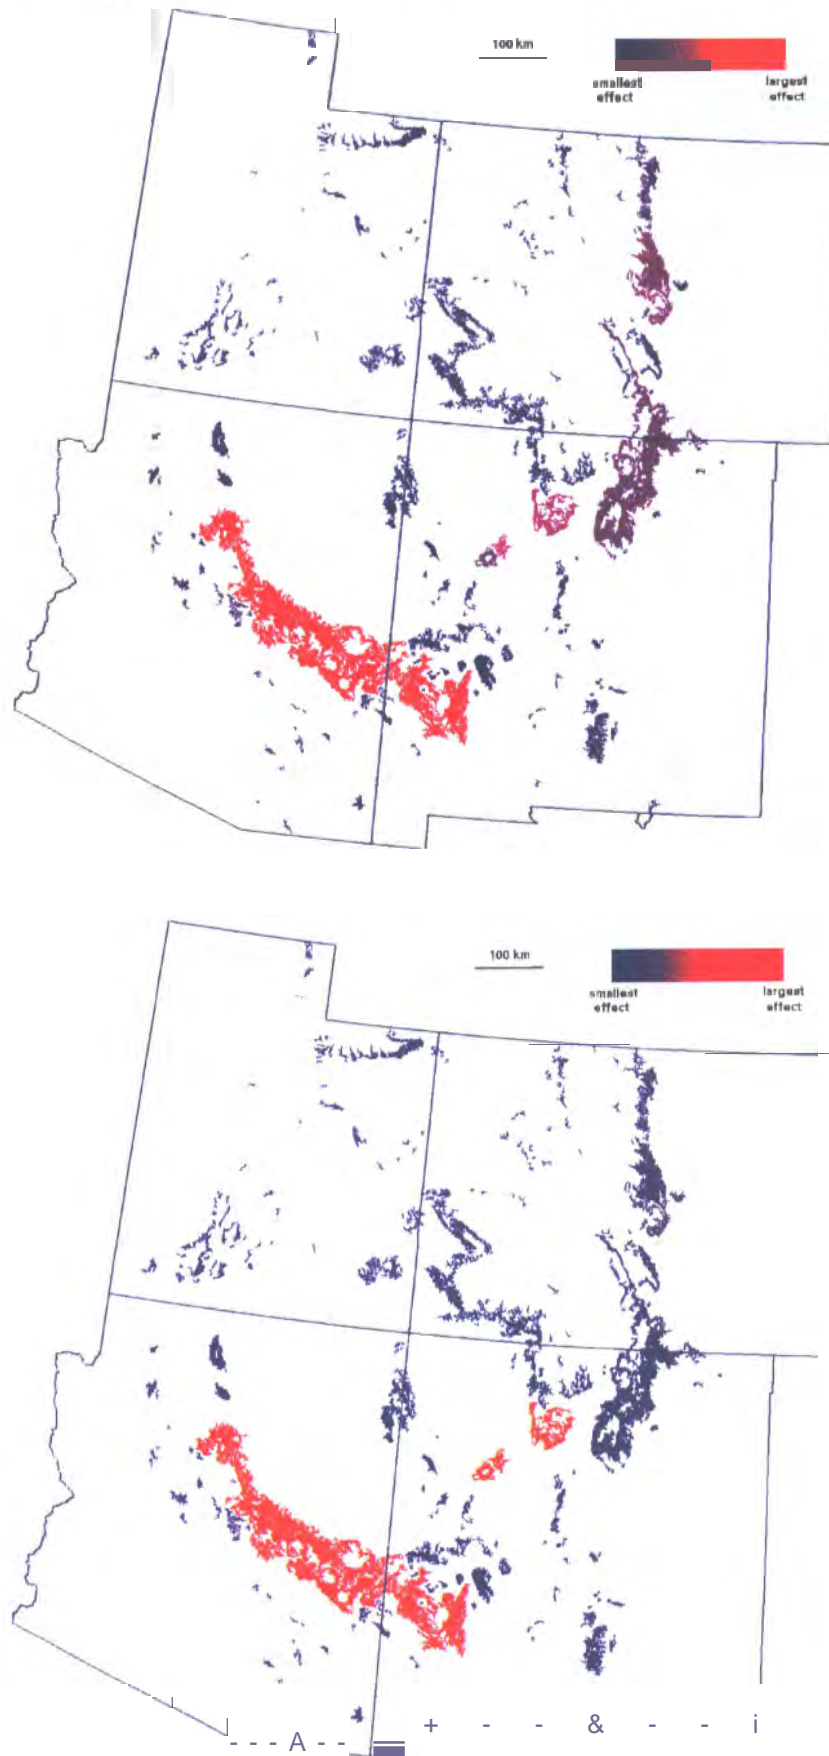 100 km
smallest effect
largest effect
100 km
smallest effect
largest effect
- - - A - - + - - & - - i